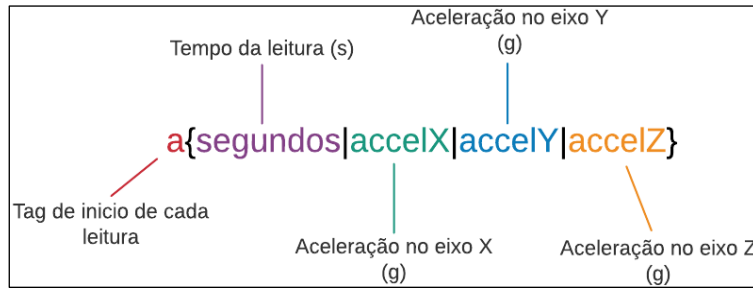 Aceleração no eixo Y
(g)
Tempo da leitura (s)
a{segundos|accelX|accelY|accelZ}
Tag de inicio de cada
leitura
Aceleração no eixo X
(g)
Aceleração no eixo Z
(g)